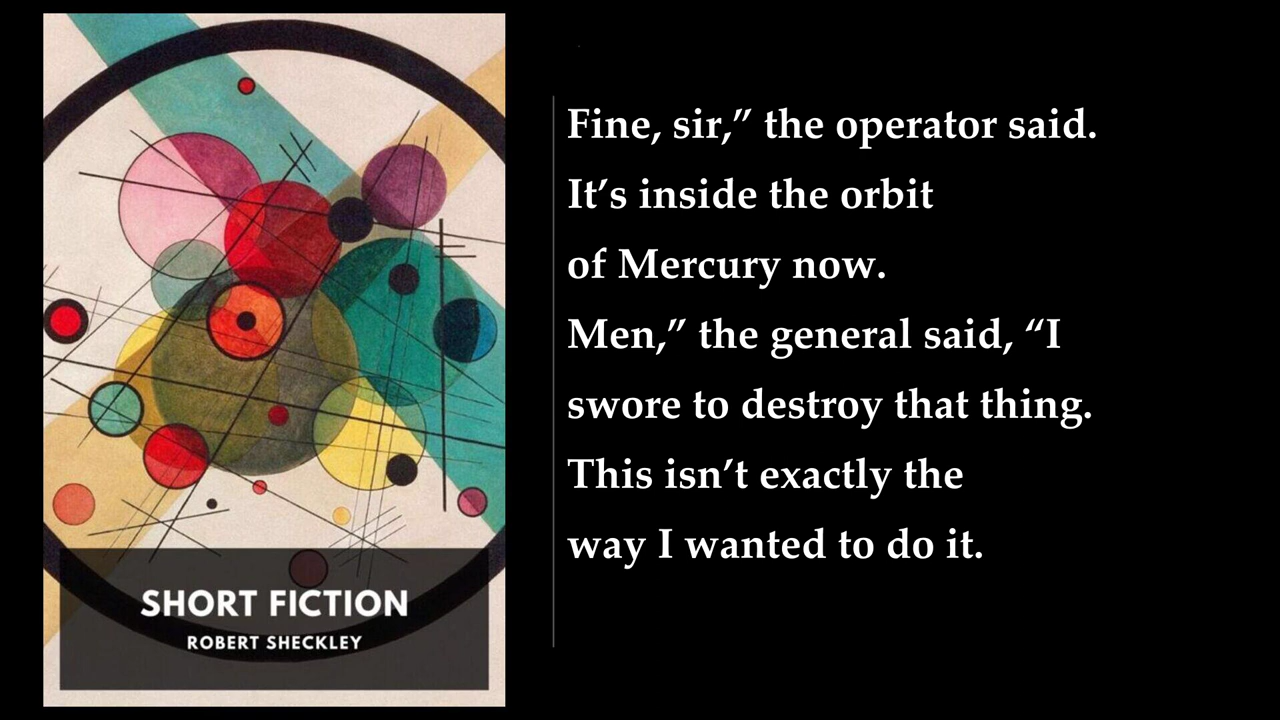 SHORT FICTION
ROBERT SHECKLEY
Fine, sir,” the operator said.
It’s inside the orbit
of Mercury now.
Men,” the general said, “I
swore to destroy that thing.
This isn’t exactly the
way I wanted to do it.